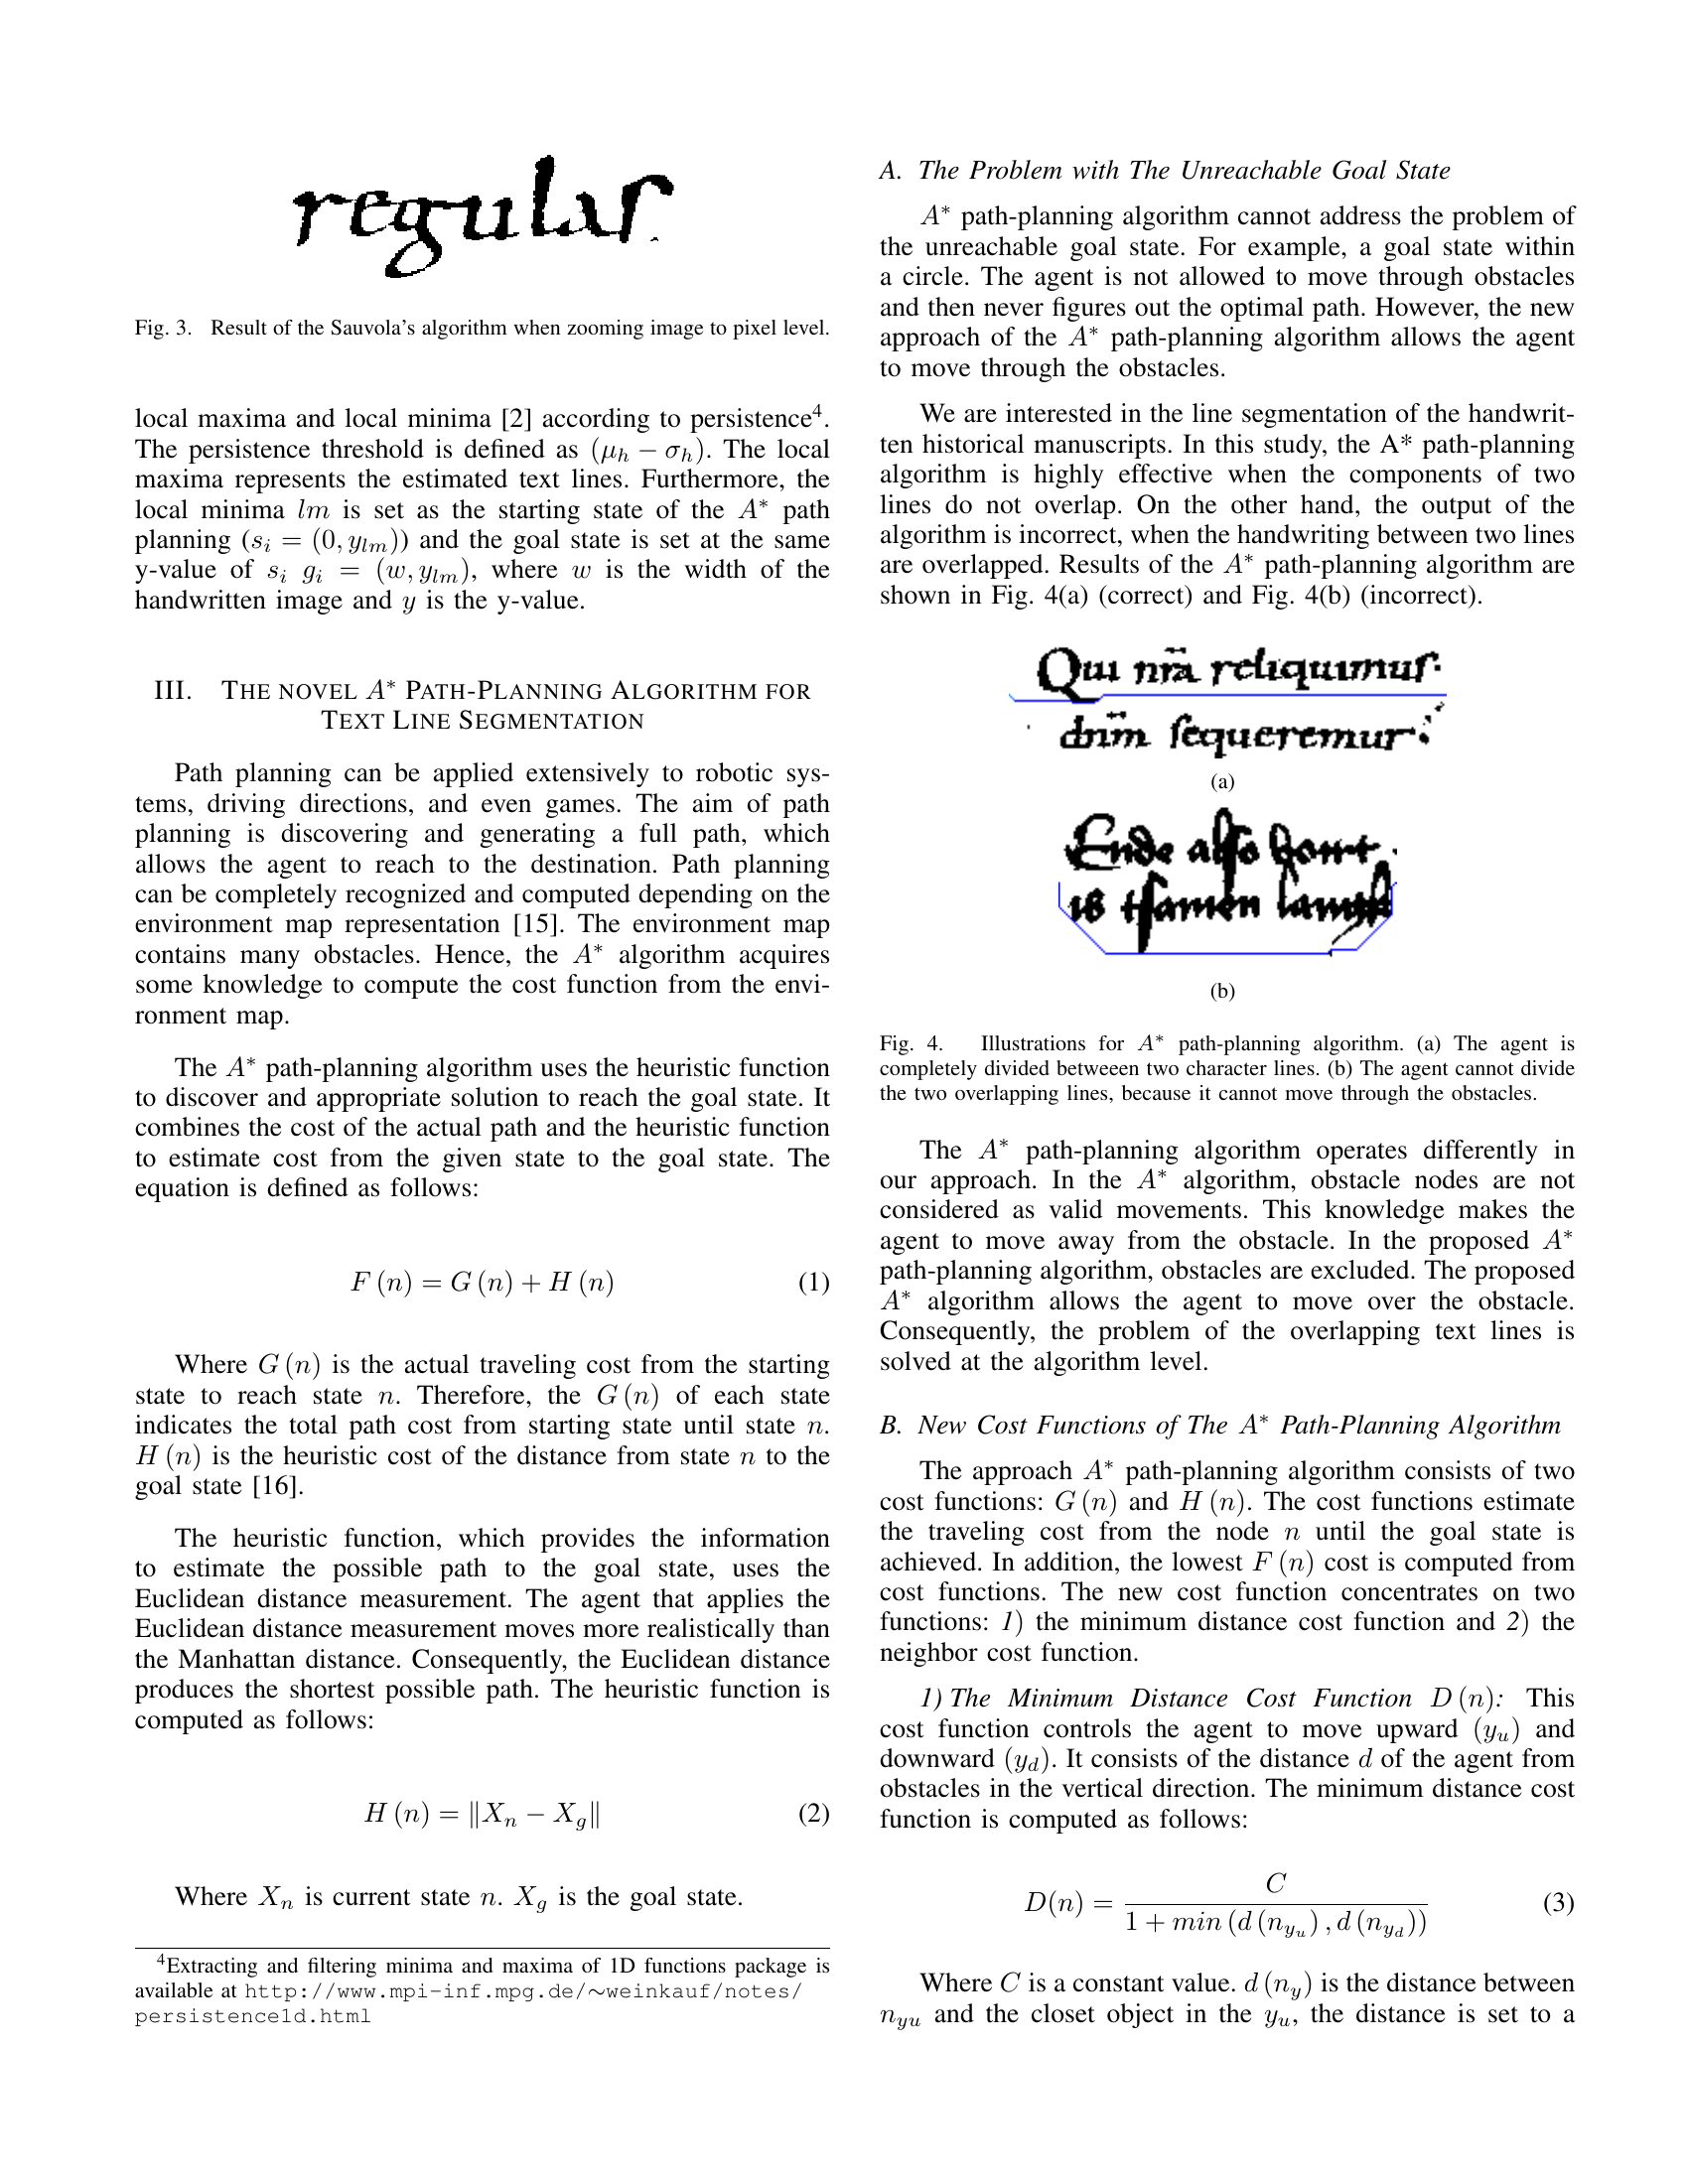 regular
Fig. 3. Result of the Sauvola's algorithm when zooming image to pixel level.
local maxima and local minima [2] according to persistence⁴.
The persistence threshold is defined as (μₕ − σₕ). The local
maxima represents the estimated text lines. Furthermore, the
local minima lm is set as the starting state of the A* path
planning (sᵢ = (0, y_lm)) and the goal state is set at the same
y-value of sᵢ gᵢ = (w, y_lm), where w is the width of the
handwritten image and y is the y-value.
III. THE NOVEL A* PATH-PLANNING ALGORITHM FOR
TEXT LINE SEGMENTATION
Path planning can be applied extensively to robotic sys-
tems, driving directions, and even games. The aim of path
planning is discovering and generating a full path, which
allows the agent to reach to the destination. Path planning
can be completely recognized and computed depending on the
environment map representation [15]. The environment map
contains many obstacles. Hence, the A* algorithm acquires
some knowledge to compute the cost function from the envi-
ronment map.
The A* path-planning algorithm uses the heuristic function
to discover and appropriate solution to reach the goal state. It
combines the cost of the actual path and the heuristic function
to estimate cost from the given state to the goal state. The
equation is defined as follows:
F (n) = G (n) + H (n) (1)
Where G (n) is the actual traveling cost from the starting
state to reach state n. Therefore, the G (n) of each state
indicates the total path cost from starting state until state n.
H (n) is the heuristic cost of the distance from state n to the
goal state [16].
The heuristic function, which provides the information
to estimate the possible path to the goal state, uses the
Euclidean distance measurement. The agent that applies the
Euclidean distance measurement moves more realistically than
the Manhattan distance. Consequently, the Euclidean distance
produces the shortest possible path. The heuristic function is
computed as follows:
H (n) = ‖Xₙ − X_g‖ (2)
Where Xₙ is current state n. X_g is the goal state.
⁴Extracting and filtering minima and maxima of 1D functions package is
available at http://www.mpi-inf.mpg.de/~weinkauf/notes/
persistence1d.html
A. The Problem with The Unreachable Goal State
A* path-planning algorithm cannot address the problem of
the unreachable goal state. For example, a goal state within
a circle. The agent is not allowed to move through obstacles
and then never figures out the optimal path. However, the new
approach of the A* path-planning algorithm allows the agent
to move through the obstacles.
We are interested in the line segmentation of the handwrit-
ten historical manuscripts. In this study, the A* path-planning
algorithm is highly effective when the components of two
lines do not overlap. On the other hand, the output of the
algorithm is incorrect, when the handwriting between two lines
are overlapped. Results of the A* path-planning algorithm are
shown in Fig. 4(a) (correct) and Fig. 4(b) (incorrect).
Qui nr̃a reliquimuſ.
dnm̃ ſequeremur
(a)
Ende alſo
(b)
Fig. 4. Illustrations for A* path-planning algorithm. (a) The agent is
completely divided betweeen two character lines. (b) The agent cannot divide
the two overlapping lines, because it cannot move through the obstacles.
The A* path-planning algorithm operates differently in
our approach. In the A* algorithm, obstacle nodes are not
considered as valid movements. This knowledge makes the
agent to move away from the obstacle. In the proposed A*
path-planning algorithm, obstacles are excluded. The proposed
A* algorithm allows the agent to move over the obstacle.
Consequently, the problem of the overlapping text lines is
solved at the algorithm level.
B. New Cost Functions of The A* Path-Planning Algorithm
The approach A* path-planning algorithm consists of two
cost functions: G (n) and H (n). The cost functions estimate
the traveling cost from the node n until the goal state is
achieved. In addition, the lowest F (n) cost is computed from
cost functions. The new cost function concentrates on two
functions: 1) the minimum distance cost function and 2) the
neighbor cost function.
1) The Minimum Distance Cost Function D (n): This
cost function controls the agent to move upward (y_u) and
downward (y_d). It consists of the distance d of the agent from
obstacles in the vertical direction. The minimum distance cost
function is computed as follows:
D(n) = C / (1 + min (d (n_{y_u}) , d (n_{y_d}))) (3)
Where C is a constant value. d (n_y) is the distance between
n_{yu} and the closet object in the y_u, the distance is set to a